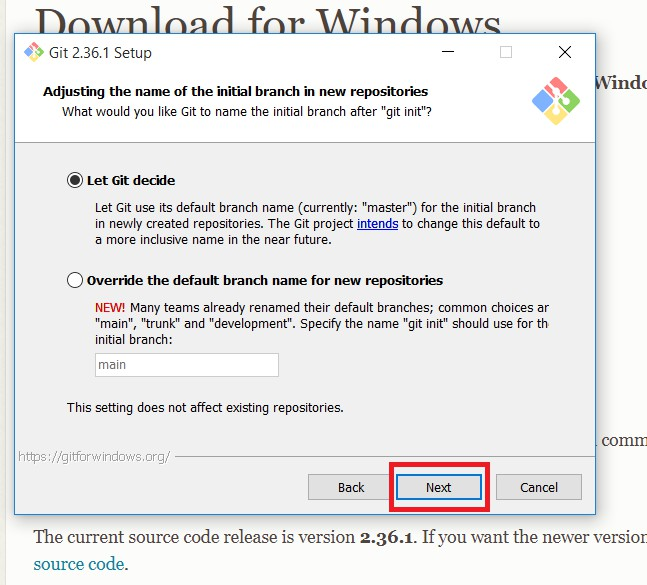 Download for Windows
Git 2.36.1 Setup
Adjusting the name of the initial branch in new repositories
What would you like Git to name the initial branch after "git init"?
Let Git decide
Let Git use its default branch name (currently: "master") for the initial branch
in newly created repositories. The Git project intends to change this default to
a more inclusive name in the near future.
Override the default branch name for new repositories
NEW! Many teams already renamed their default branches; common choices ar
"main", "trunk" and "development". Specify the name "git init" should use for the
initial branch:
main
This setting does not affect existing repositories.
https://gitforwindows.org/
Back Next Cancel
The current source code release is version 2.36.1. If you want the newer version
source code.